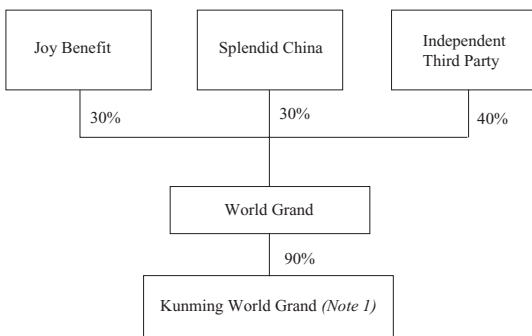 Joy Benefit
Splendid China
Independent
Third Party
30%
30%
40%
World Grand
90%
Kunming World Grand (Note 1)